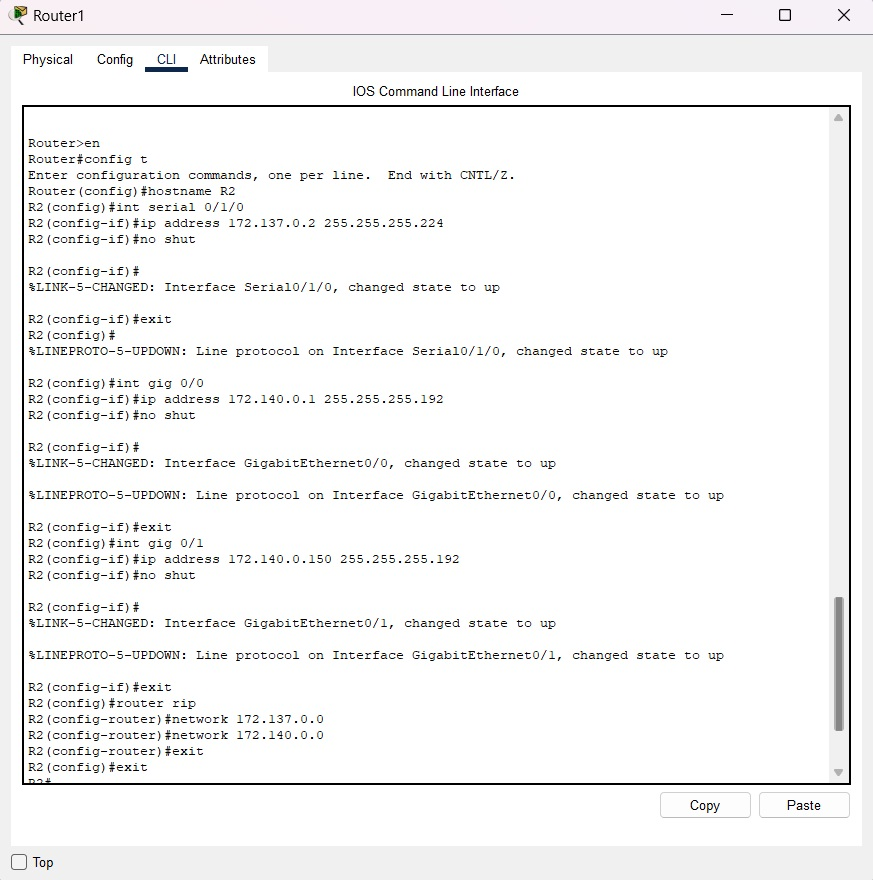 Router1
Physical Config CLI Attributes
IOS Command Line Interface
Router>en
Router#config t
Enter configuration commands, one per line.  End with CNTL/Z.
Router(config)#hostname R2
R2(config)#int serial 0/1/0
R2(config-if)#ip address 172.137.0.2 255.255.255.224
R2(config-if)#no shut
R2(config-if)#
%LINK-5-CHANGED: Interface Serial0/1/0, changed state to up
R2(config-if)#exit
R2(config)#
%LINEPROTO-5-UPDOWN: Line protocol on Interface Serial0/1/0, changed state to up
R2(config)#int gig 0/0
R2(config-if)#ip address 172.140.0.1 255.255.255.192
R2(config-if)#no shut
R2(config-if)#
%LINK-5-CHANGED: Interface GigabitEthernet0/0, changed state to up
%LINEPROTO-5-UPDOWN: Line protocol on Interface GigabitEthernet0/0, changed state to up
R2(config-if)#exit
R2(config)#int gig 0/1
R2(config-if)#ip address 172.140.0.150 255.255.255.192
R2(config-if)#no shut
R2(config-if)#
%LINK-5-CHANGED: Interface GigabitEthernet0/1, changed state to up
%LINEPROTO-5-UPDOWN: Line protocol on Interface GigabitEthernet0/1, changed state to up
R2(config-if)#exit
R2(config)#router rip
R2(config-router)#network 172.137.0.0
R2(config-router)#network 172.140.0.0
R2(config-router)#exit
R2(config)#exit
R2#
Copy Paste
Top